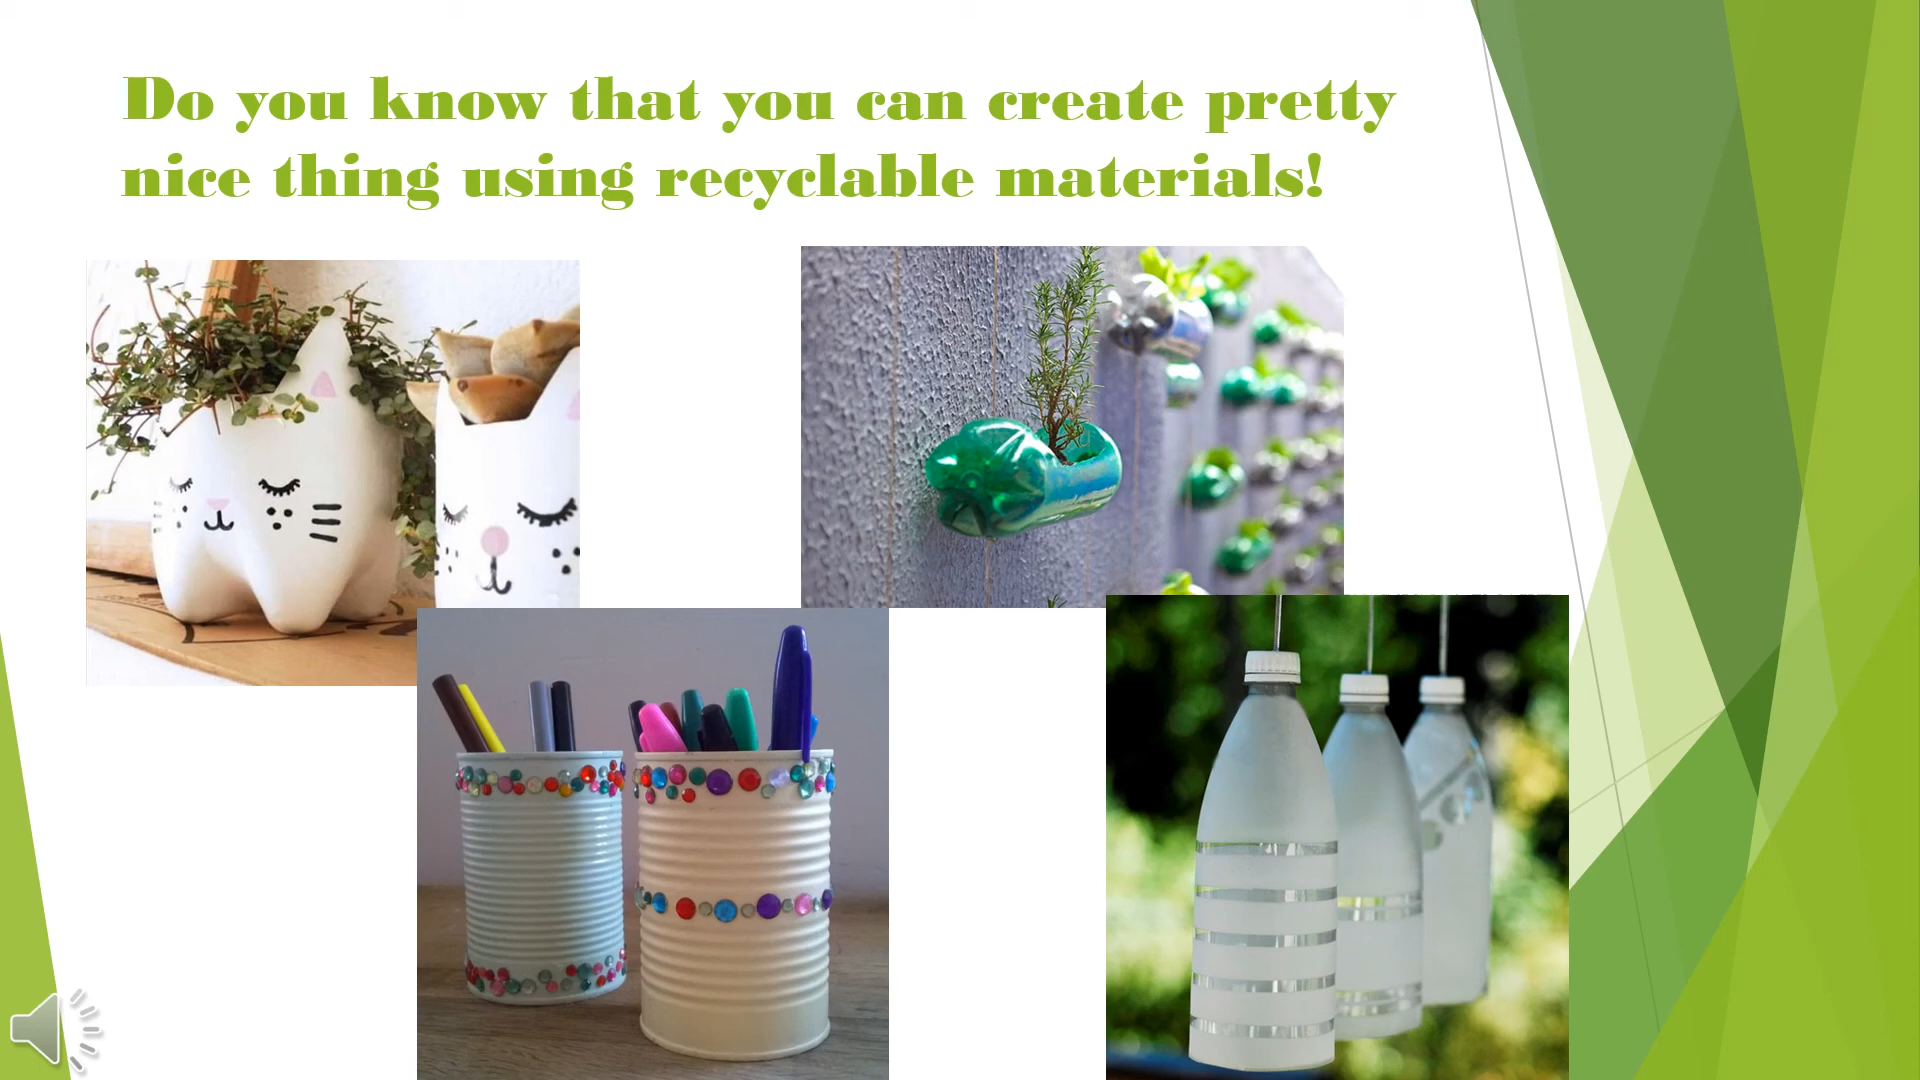 Do you know that you can create pretty
nice thing using recyclable materials!